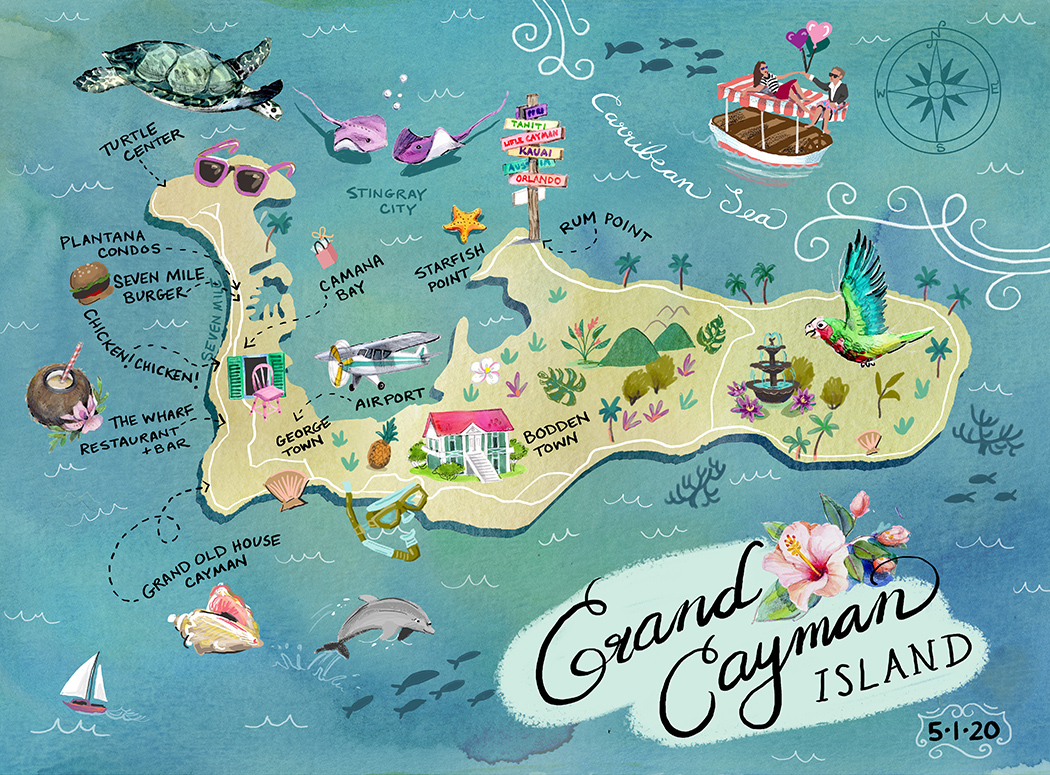 TURTLE
CENTER
STINGRAY
CITY
TAHITI
LITTLE CAYMAN
KAUAI
ORLANDO
Carribean Sea
N
E
S
W
RUM POINT
STARFISH
POINT
CAMANA
BAY
PLANTANA
CONDOS
SEVEN MILE
BURGER
SEVEN MILE
CHICKEN! CHICKEN!
THE WHARF
RESTAURANT
+ BAR
AIRPORT
GEORGE
TOWN
BODDEN
TOWN
GRAND OLD HOUSE
CAYMAN
Grand
Cayman
ISLAND
5·1·20